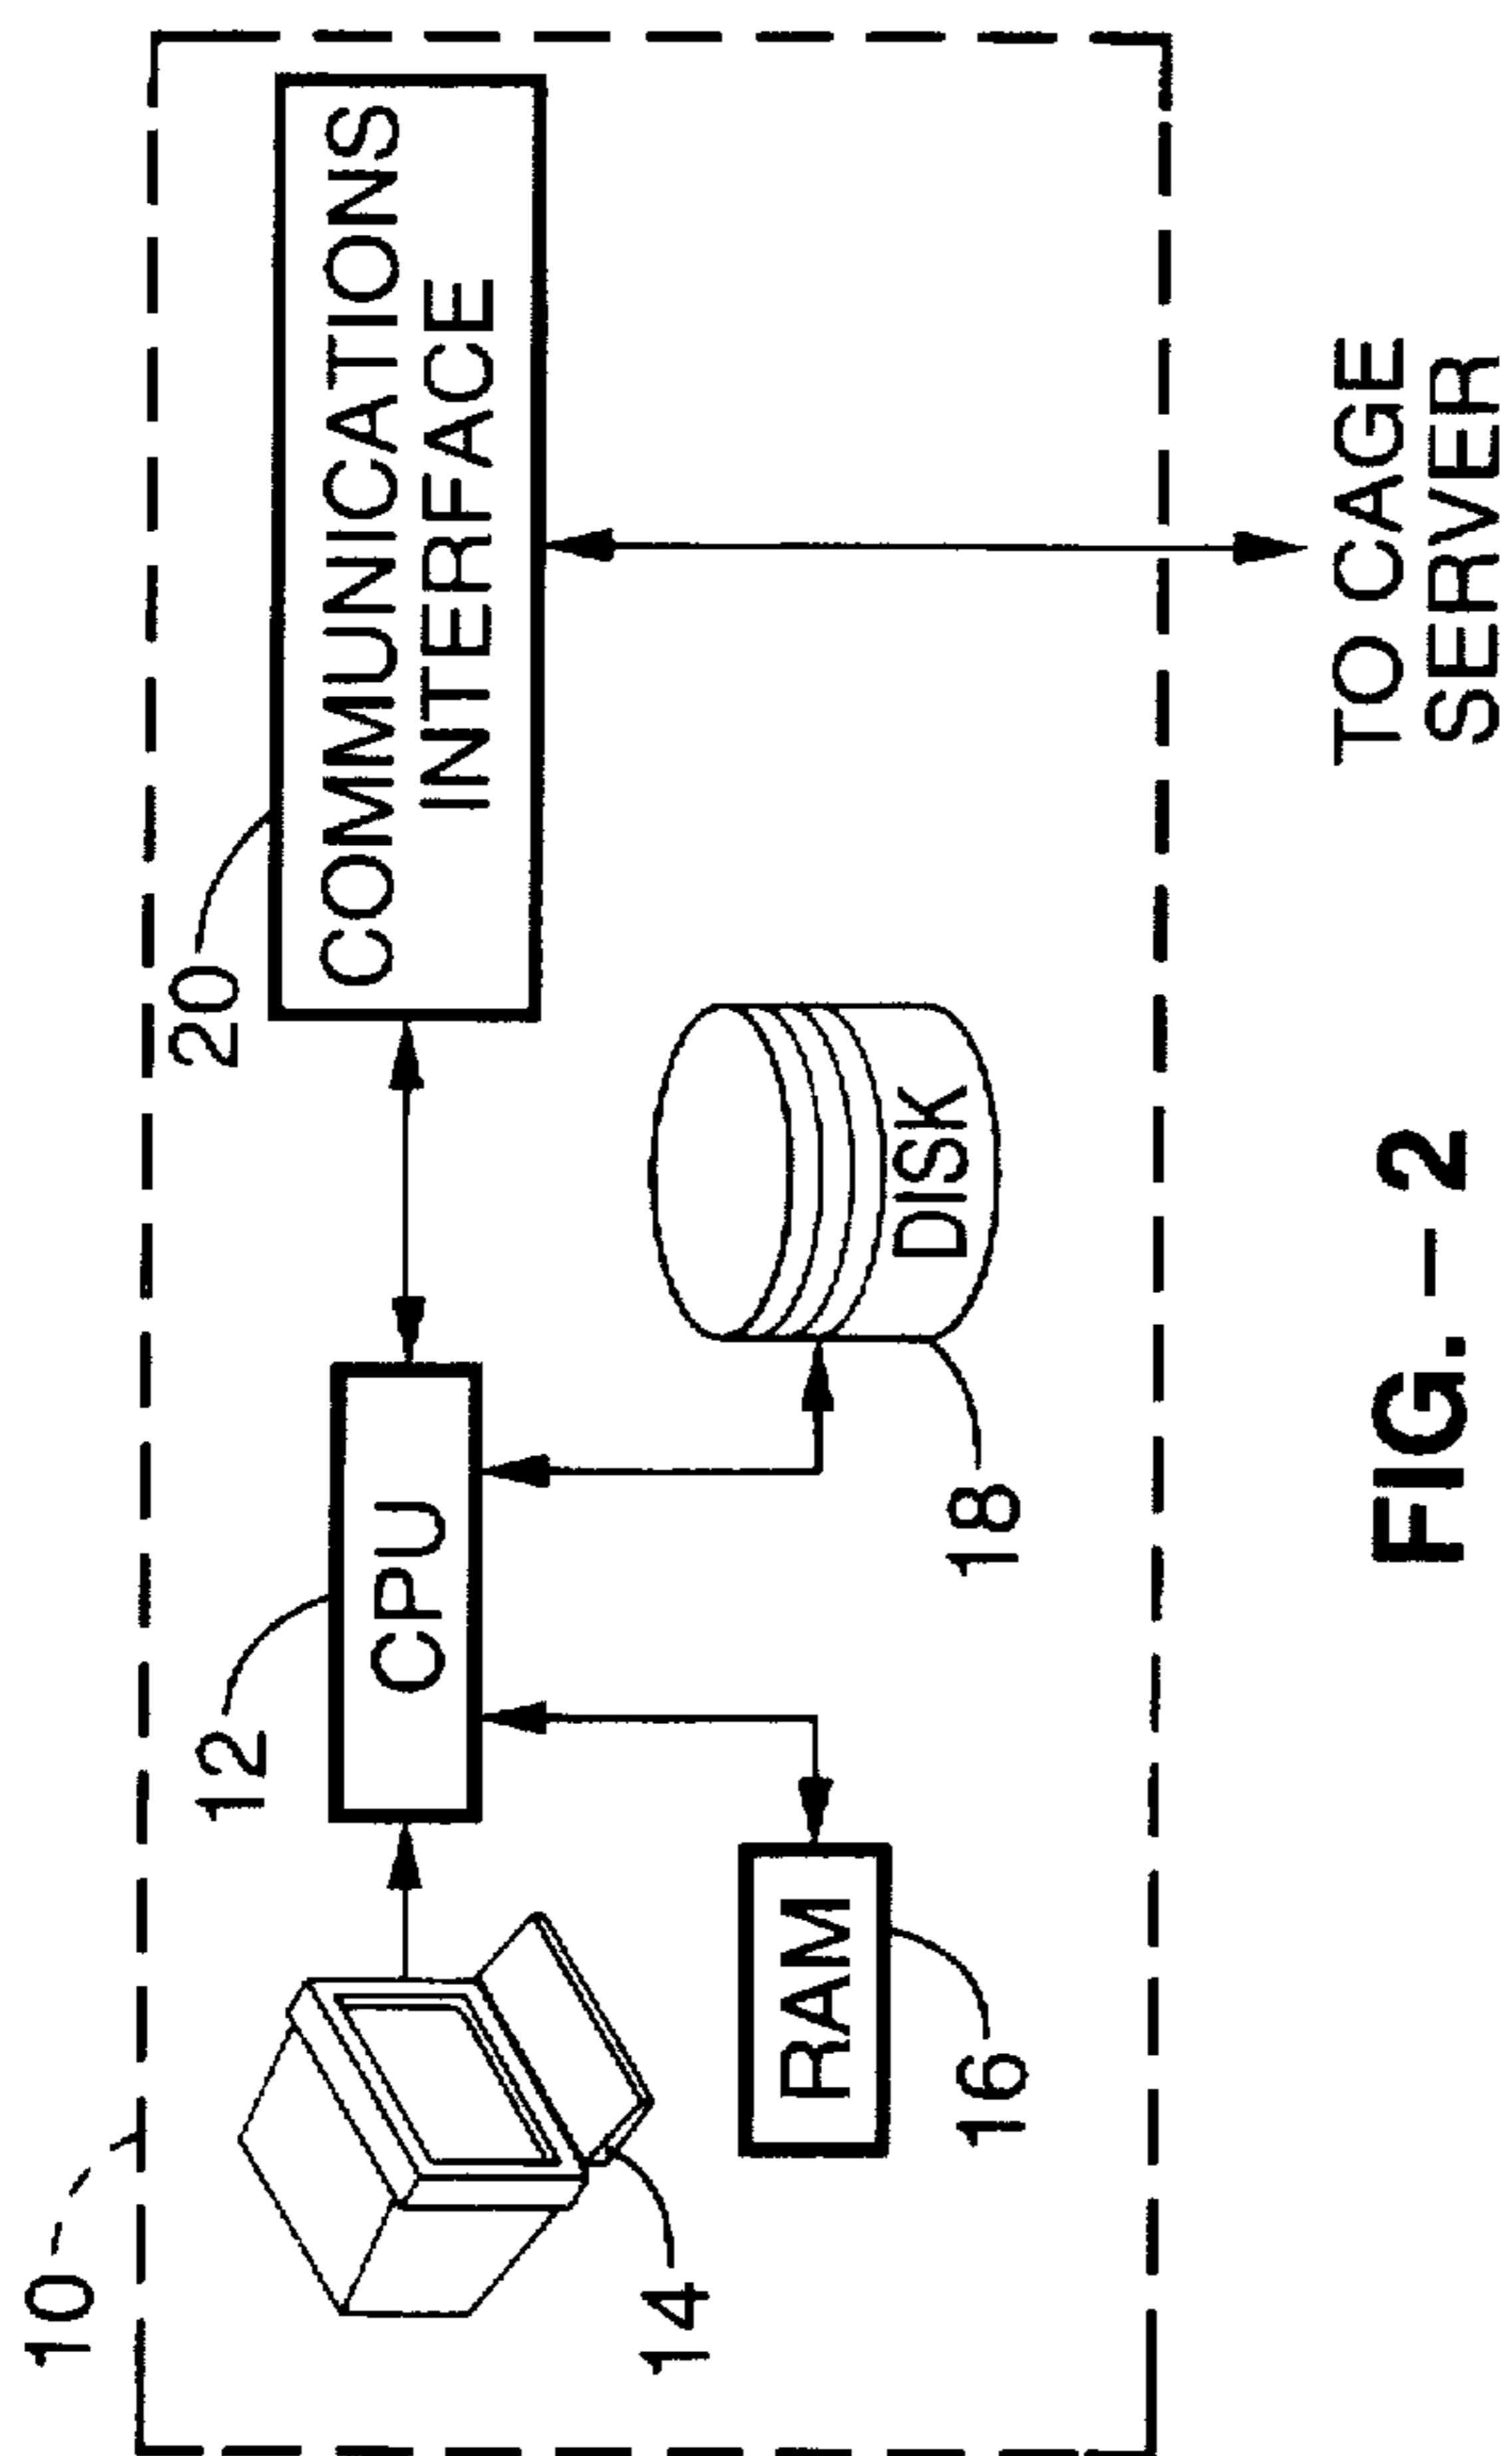 10
12
20
COMMUNICATIONS
INTERFACE
CPU
14
RAM
16
18
DISK
TO CAGE
SERVER
FIG. – 2